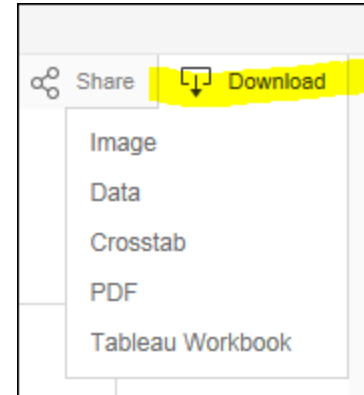 Share Download
Image
Data
Crosstab
PDF
Tableau Workbook